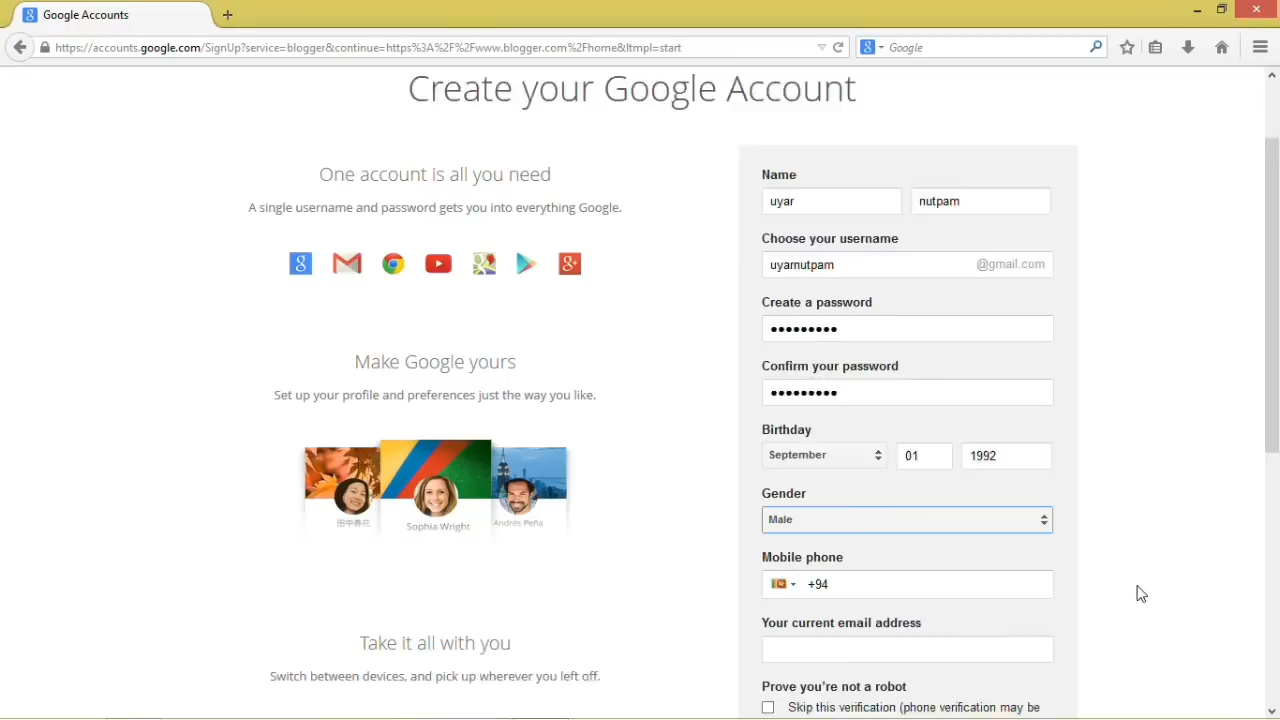 Google Accounts
https://accounts.google.com/SignUp?service=blogger&continue=https%3A%2F%2Fwww.blogger.com%2Fhome&ltmpl=start
Google
Create your Google Account
One account is all you need
A single username and password gets you into everything Google.
Make Google yours
Set up your profile and preferences just the way you like.
田中春花
Sophia Wright
Andrés Peña
Take it all with you
Switch between devices, and pick up wherever you left off.
Name
uyar
nutpam
Choose your username
uyarnutpam
@gmail.com
Create a password
•••••••••
Confirm your password
•••••••••
Birthday
September
01
1992
Gender
Male
Mobile phone
+94
Your current email address
Prove you're not a robot
Skip this verification (phone verification may be